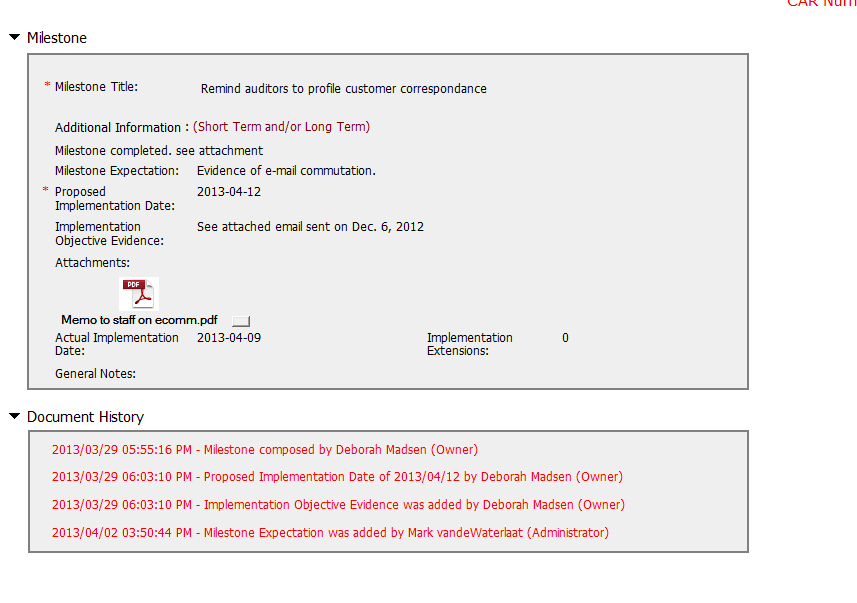 CAR Num
Milestone
* Milestone Title: Remind auditors to profile customer correspondance
Additional Information : (Short Term and/or Long Term)
Milestone completed. see attachment
Milestone Expectation: Evidence of e-mail commutation.
* Proposed 2013-04-12
Implementation Date:
Implementation See attached email sent on Dec. 6, 2012
Objective Evidence:
Attachments:
PDF
Memo to staff on ecomm.pdf
Actual Implementation 2013-04-09 Implementation 0
Date: Extensions:
General Notes:
Document History
2013/03/29 05:55:16 PM - Milestone composed by Deborah Madsen (Owner)
2013/03/29 06:03:10 PM - Proposed Implementation Date of 2013/04/12 by Deborah Madsen (Owner)
2013/03/29 06:03:10 PM - Implementation Objective Evidence was added by Deborah Madsen (Owner)
2013/04/02 03:50:44 PM - Milestone Expectation was added by Mark vandeWaterlaat (Administrator)